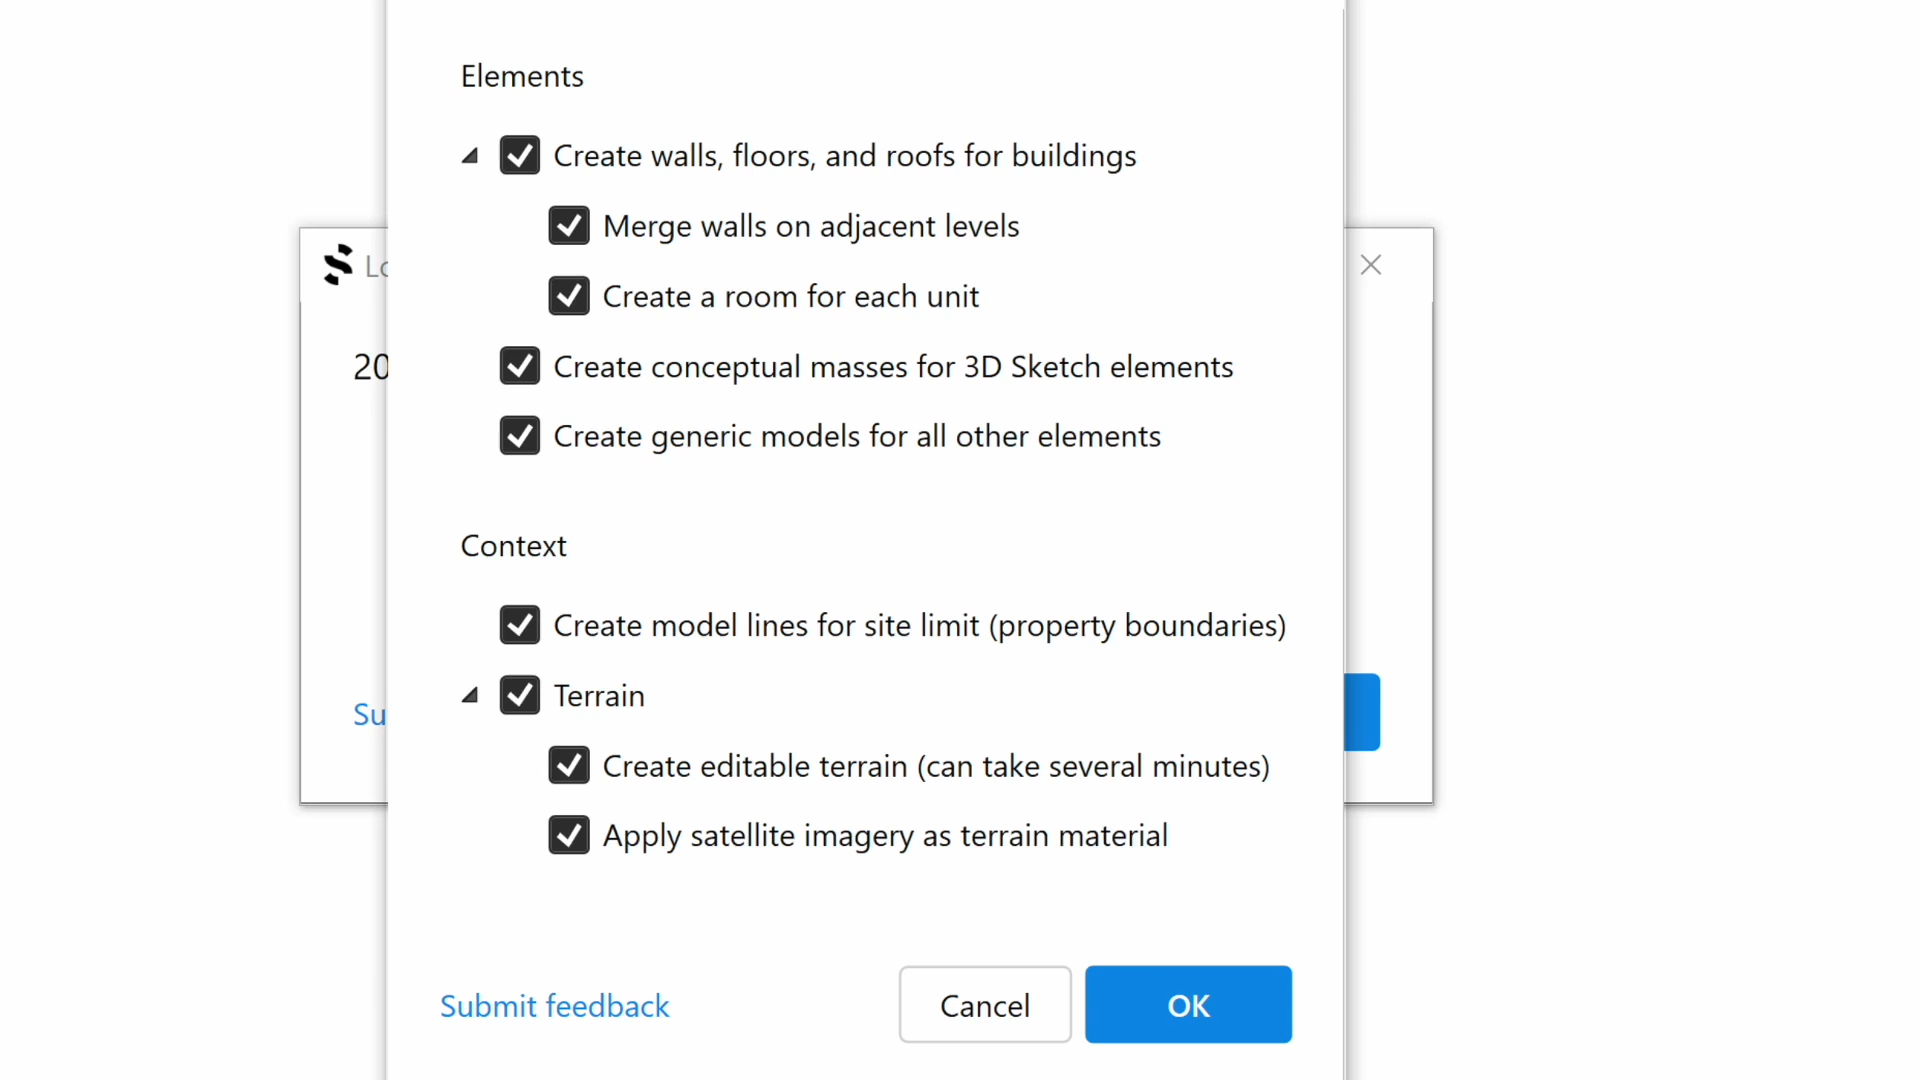 Elements
Create walls, floors, and roofs for buildings
Merge walls on adjacent levels
Lo
Create a room for each unit
20
Create conceptual masses for 3D Sketch elements
Create generic models for all other elements
Context
Create model lines for site limit (property boundaries)
Terrain
Su
Create editable terrain (can take several minutes)
Apply satellite imagery as terrain material
Submit feedback
Cancel
OK